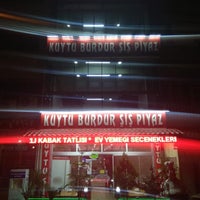 KUYTU BURDUR ŞİŞ PİYAZ
KUYTU BURDUR ŞİŞ PİYAZ
KABAK TATLISI * EV YEMEĞİ SEÇENEKLERİ